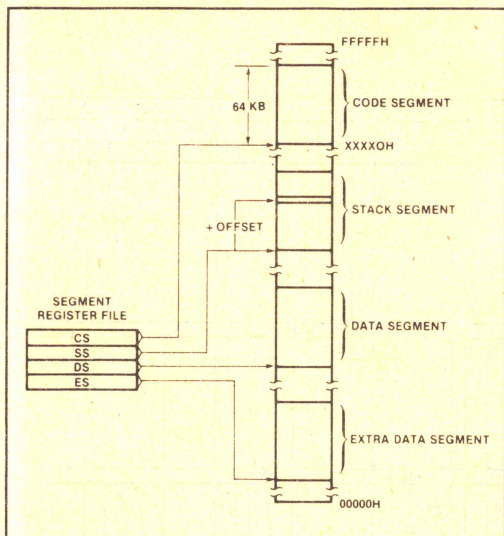 FFFFFH
64 KB
CODE SEGMENT
XXXX0H
STACK SEGMENT
+ OFFSET
SEGMENT
REGISTER FILE
CS
SS
DS
ES
DATA SEGMENT
EXTRA DATA SEGMENT
00000H